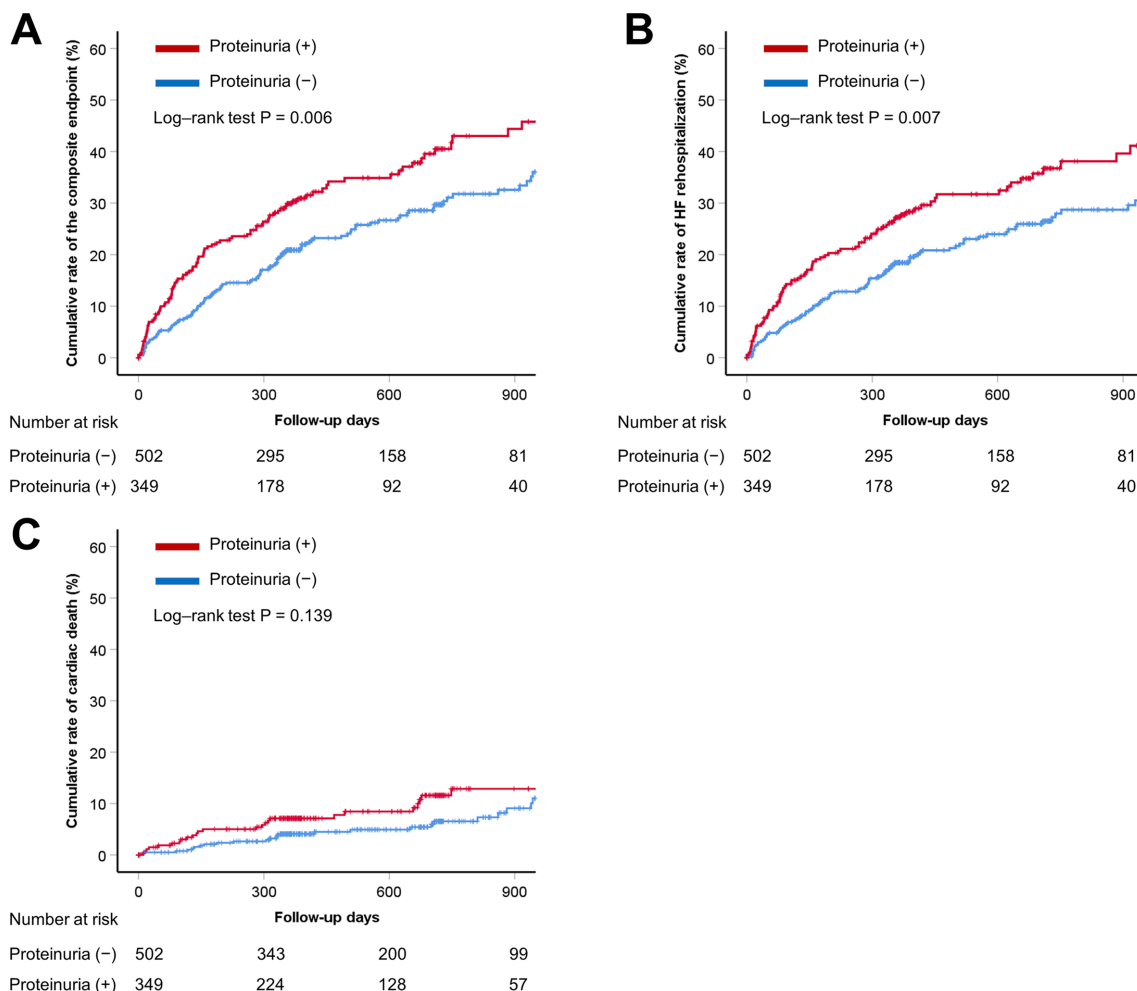 A
Cumulative rate of the composite endpoint (%)
60
50
40
30
20
10
0
Proteinuria (+)
Proteinuria (−)
Log–rank test P = 0.006
0 300 600 900
Follow-up days
Number at risk
Proteinuria (−) 502 295 158 81
Proteinuria (+) 349 178 92 40
B
Cumulative rate of HF rehospitalization (%)
60
50
40
30
20
10
0
Proteinuria (+)
Proteinuria (−)
Log–rank test P = 0.007
0 300 600 900
Follow-up days
Number at risk
Proteinuria (−) 502 295 158 81
Proteinuria (+) 349 178 92 40
C
Cumulative rate of cardiac death (%)
60
50
40
30
20
10
0
Proteinuria (+)
Proteinuria (−)
Log–rank test P = 0.139
0 300 600 900
Follow-up days
Number at risk
Proteinuria (−) 502 343 200 99
Proteinuria (+) 349 224 128 57